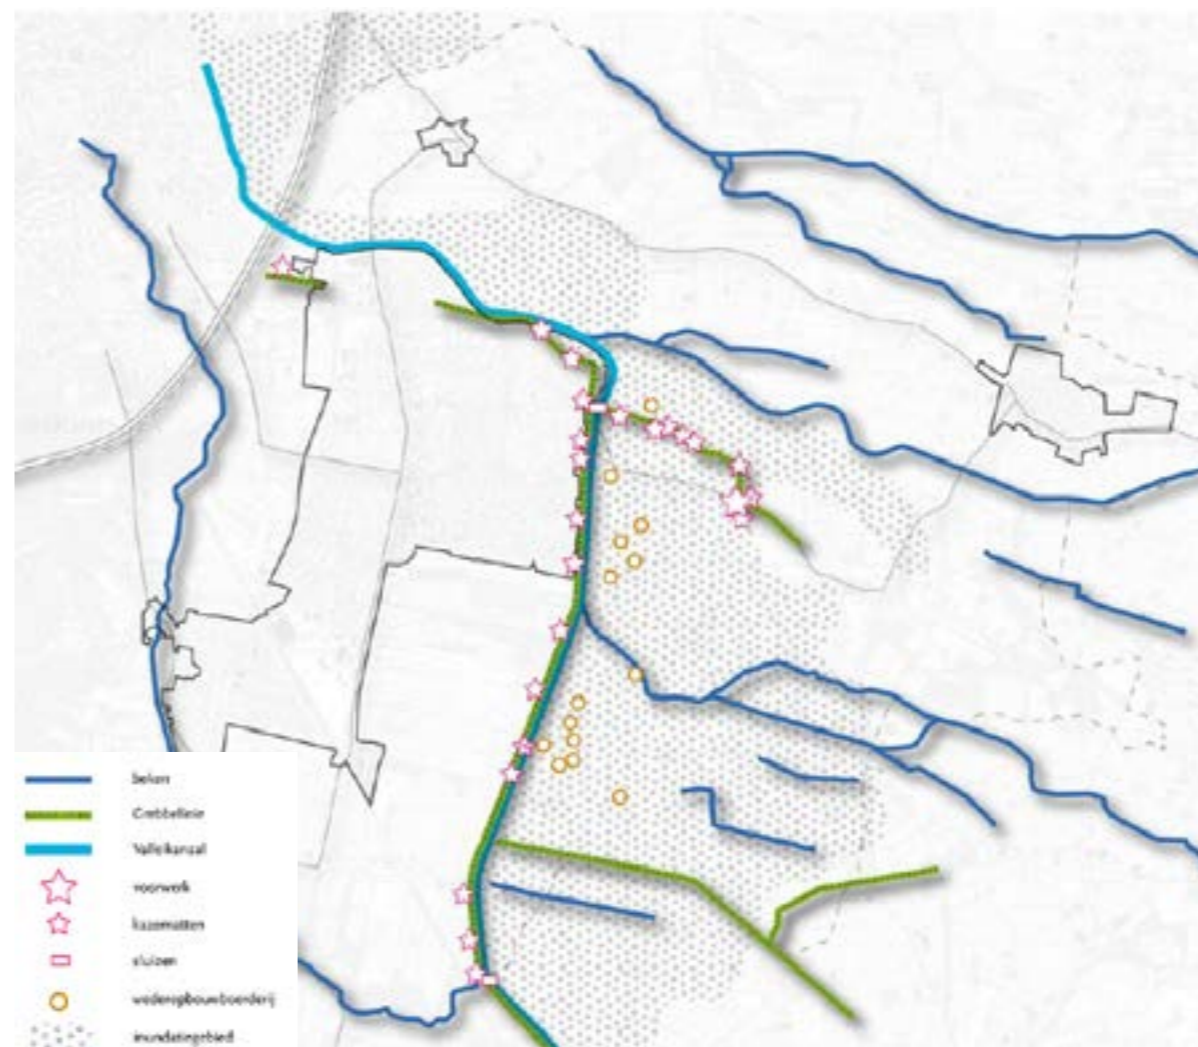 beken
Grebbelinie
Valleikanaal
voorwerk
kazematten
sluizen
wederopbouwboerderij
inundatiegebied